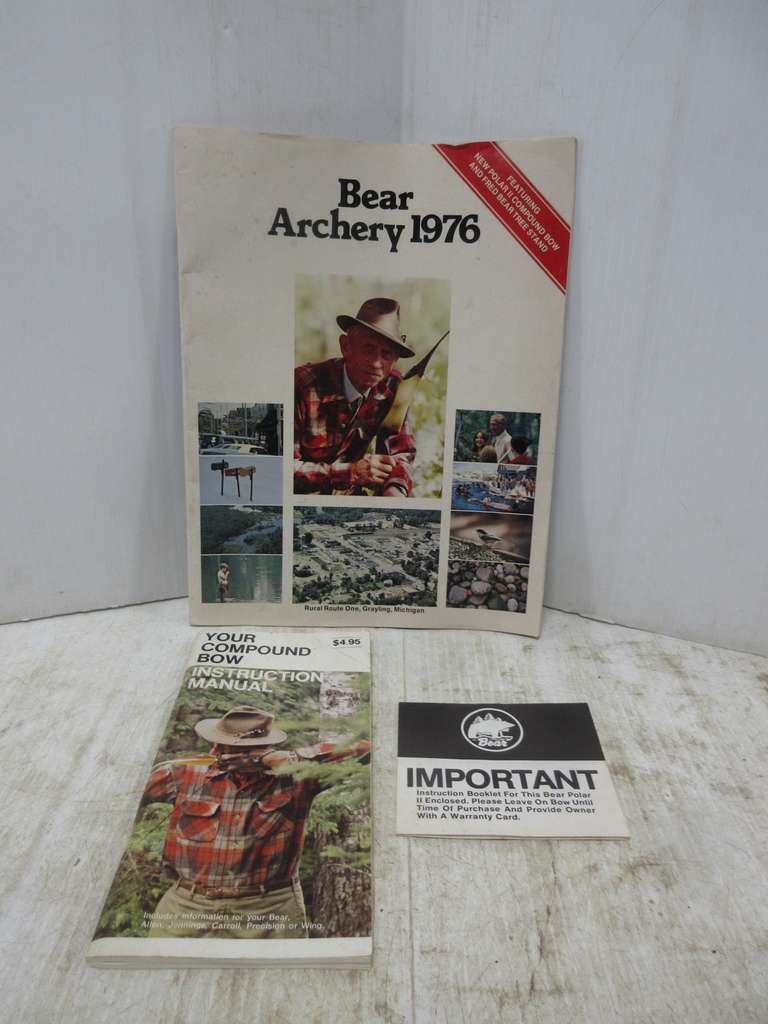 Bear
Archery 1976
FEATURING
NEW POLAR II COMPOUND BOW
AND FRED BEAR TREE STAND
Rural Route One, Grayling, Michigan
YOUR
COMPOUND
BOW
INSTRUCTION
MANUAL
$4.95
Includes information for your Bear,
Allen, Jennings, Carroll, Precision or Wing.
Bear
IMPORTANT
Instruction Booklet For This Bear Polar
II Enclosed. Please Leave On Bow Until
Time Of Purchase And Provide Owner
With A Warranty Card.